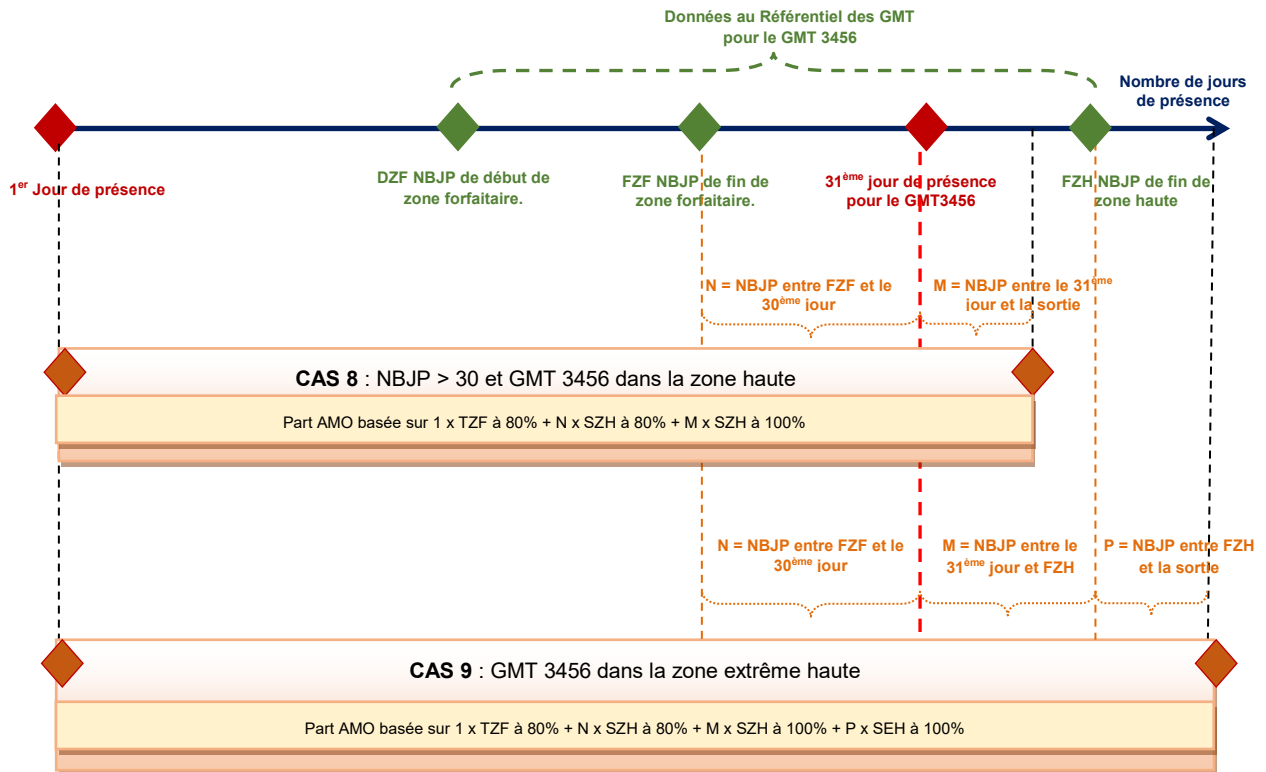 Données au Référentiel des GMT
pour le GMT 3456
Nombre de jours
de présence
1er Jour de présence
DZF NBJP de début de
zone forfaitaire.
FZF NBJP de fin de
zone forfaitaire.
31ème jour de présence
pour le GMT3456
FZH NBJP de fin de
zone haute
N = NBJP entre FZF et le
30ème jour
M = NBJP entre le 31ème
jour et la sortie
CAS 8 : NBJP > 30 et GMT 3456 dans la zone haute
Part AMO basée sur 1 x TZF à 80% + N x SZH à 80% + M x SZH à 100%
N = NBJP entre FZF et le
30ème jour
M = NBJP entre le
31ème jour et FZH
P = NBJP entre FZH
et la sortie
CAS 9 : GMT 3456 dans la zone extrême haute
Part AMO basée sur 1 x TZF à 80% + N x SZH à 80% + M x SZH à 100% + P x SEH à 100%